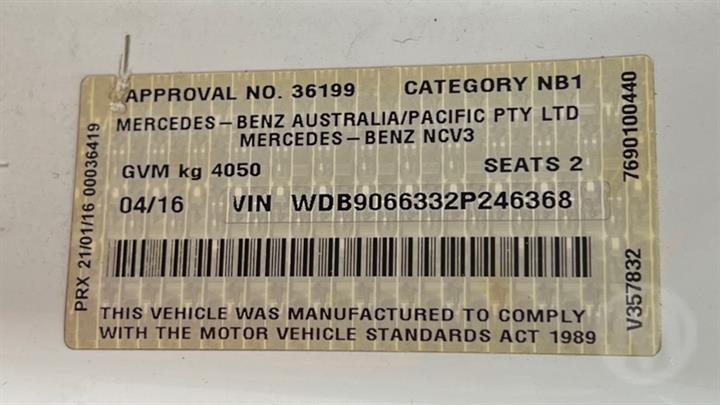 APPROVAL NO. 36199 CATEGORY NB1
MERCEDES-BENZ AUSTRALIA/PACIFIC PTY LTD
MERCEDES-BENZ NCV3
GVM kg 4050 SEATS 2
04/16 VIN WDB9066332P246368
THIS VEHICLE WAS MANUFACTURED TO COMPLY
WITH THE MOTOR VEHICLE STANDARDS ACT 1989
PRX 21/01/16 00036419
V357832 7690100440